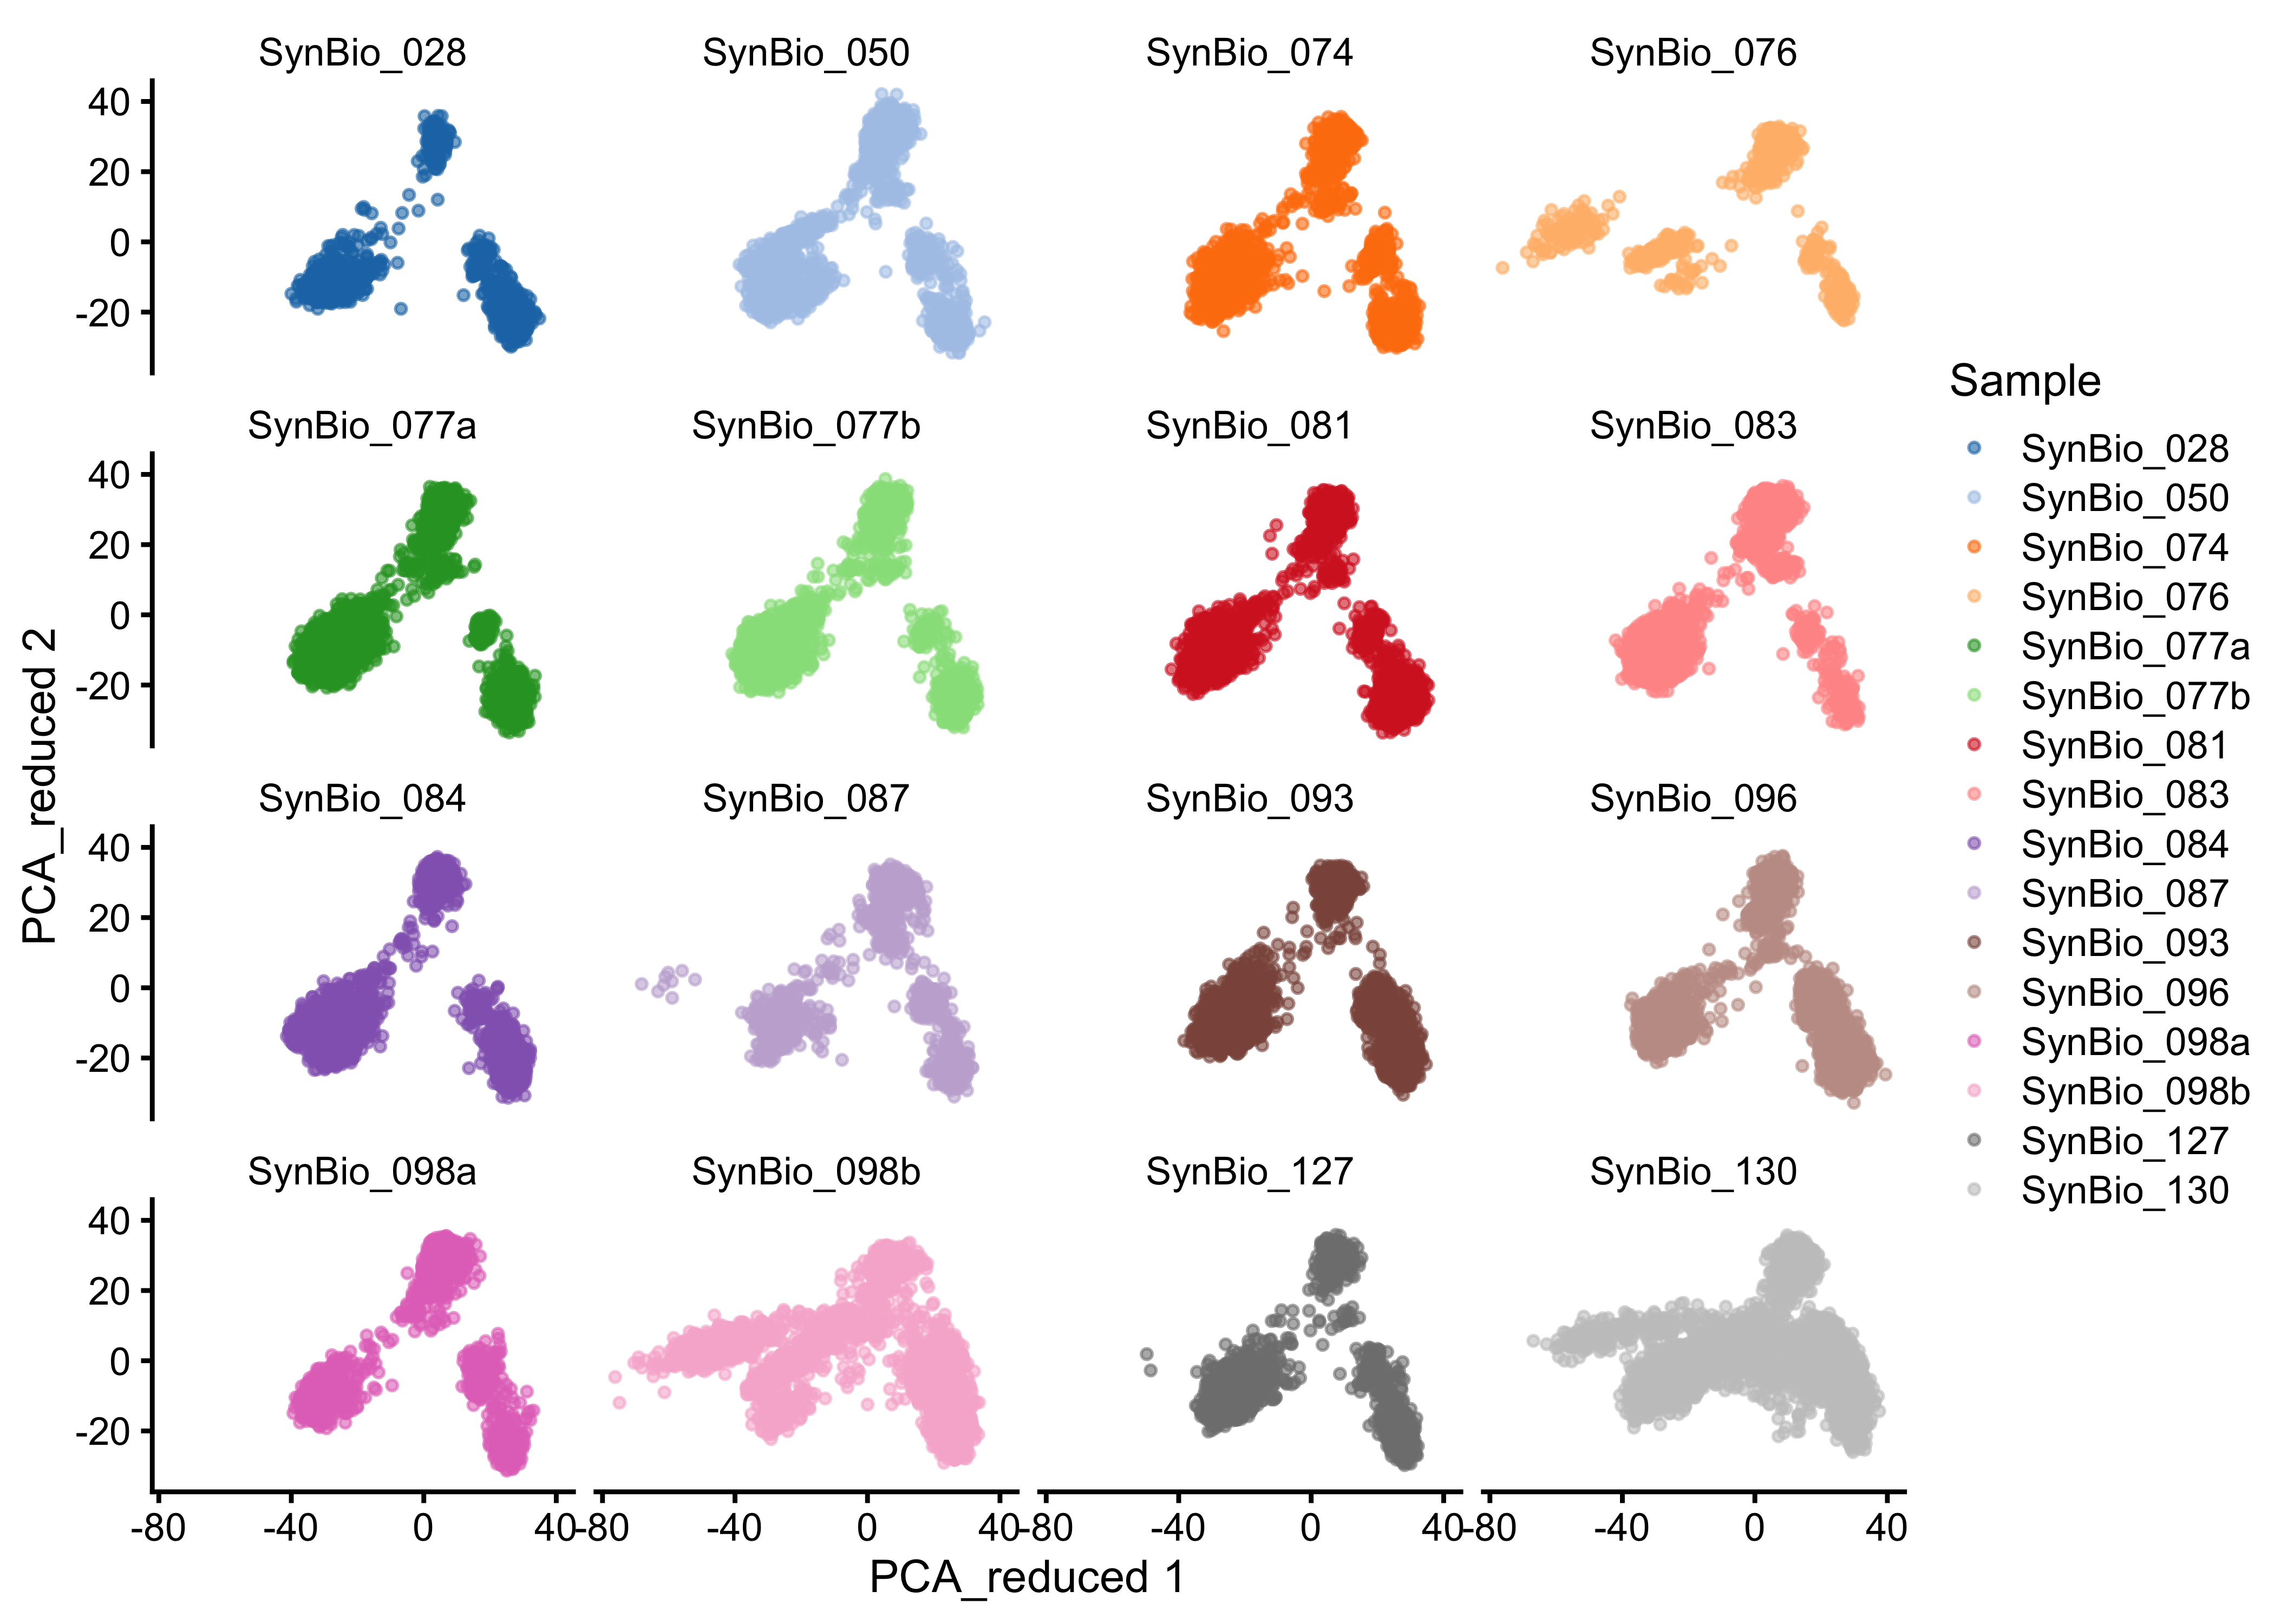 SynBio_028 SynBio_050 SynBio_074 SynBio_076
40
20
0
-20
SynBio_077a SynBio_077b SynBio_081 SynBio_083
40
20
0
-20
SynBio_084 SynBio_087 SynBio_093 SynBio_096
40
20
0
-20
SynBio_098a SynBio_098b SynBio_127 SynBio_130
40
20
0
-20
-80 -40 0 40 -80 -40 0 40 -80 -40 0 40 -80 -40 0 40
PCA_reduced 1
PCA_reduced 2
Sample
SynBio_028
SynBio_050
SynBio_074
SynBio_076
SynBio_077a
SynBio_077b
SynBio_081
SynBio_083
SynBio_084
SynBio_087
SynBio_093
SynBio_096
SynBio_098a
SynBio_098b
SynBio_127
SynBio_130